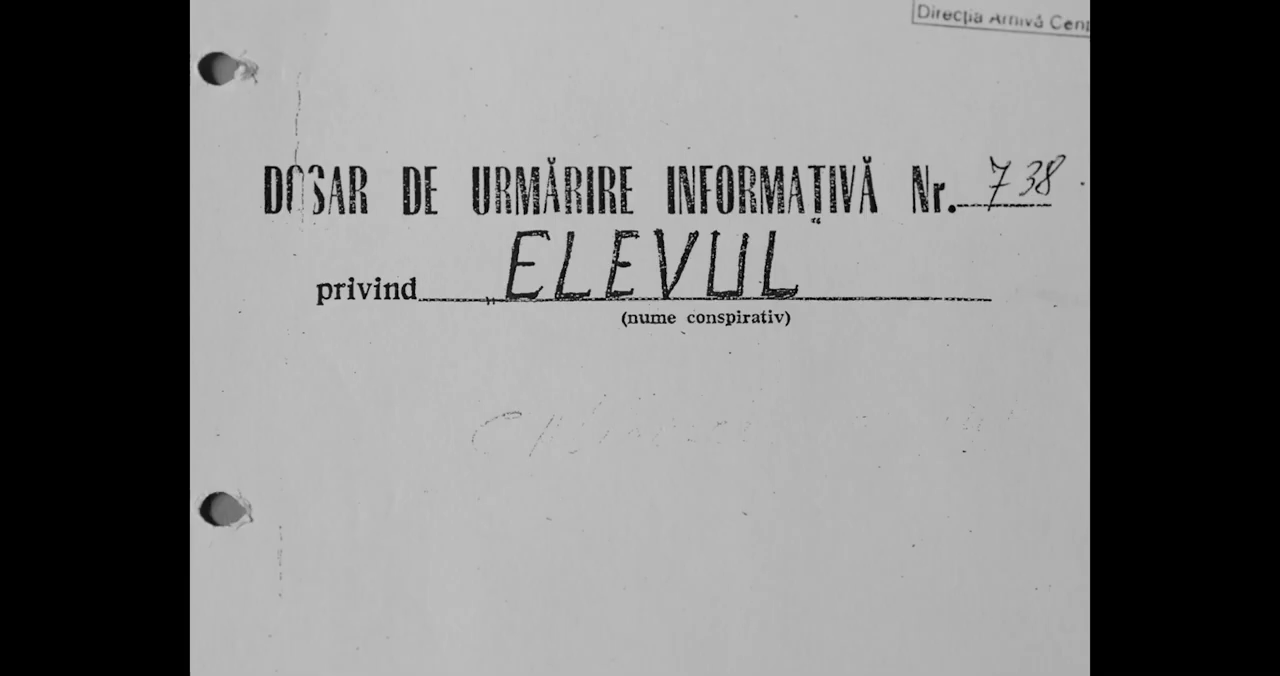 Direcția Arhivă Cen
DOSAR DE URMĂRIRE INFORMATIVĂ Nr. 738
privind „ELEVUL“
(nume conspirativ)